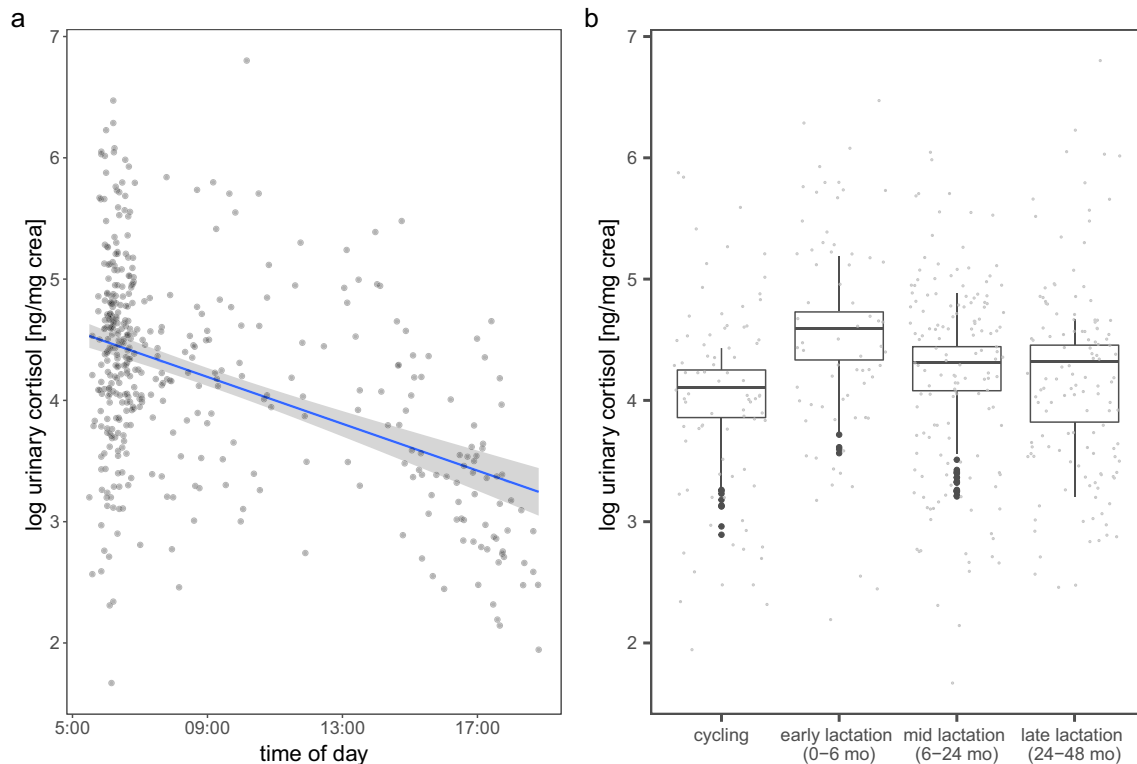 a
7
6
5
4
3
2
log urinary cortisol [ng/mg crea]
5:00 09:00 13:00 17:00
time of day
b
7
6
5
4
3
2
log urinary cortisol [ng/mg crea]
cycling early lactation mid lactation late lactation
(0−6 mo) (6−24 mo) (24−48 mo)